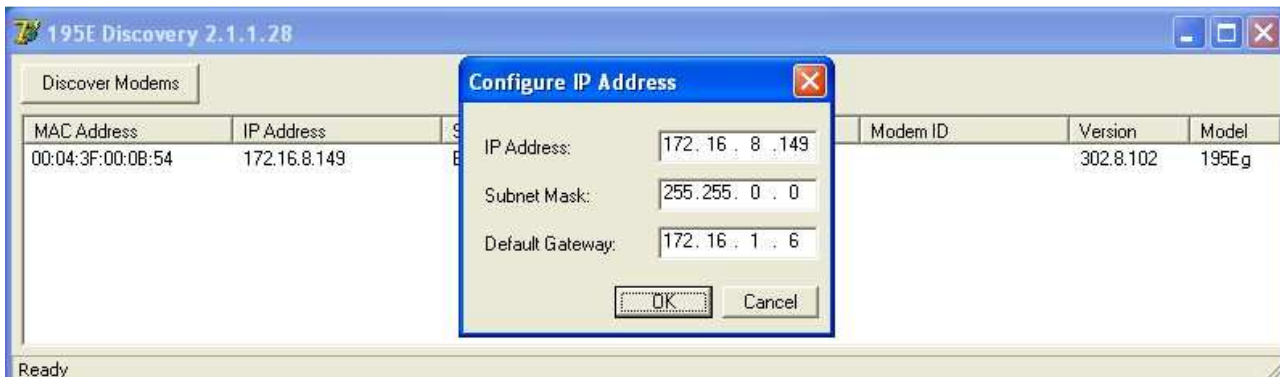 195E Discovery 2.1.1.28
Discover Modems
Configure IP Address
MAC Address IP Address Modem ID Version Model
00:04:3F:00:0B:54 172.16.8.149 302.8.102 195Eg
IP Address: 172. 16 . 8 .149
Subnet Mask: 255.255. 0 . 0
Default Gateway: 172. 16 . 1 . 6
OK Cancel
Ready